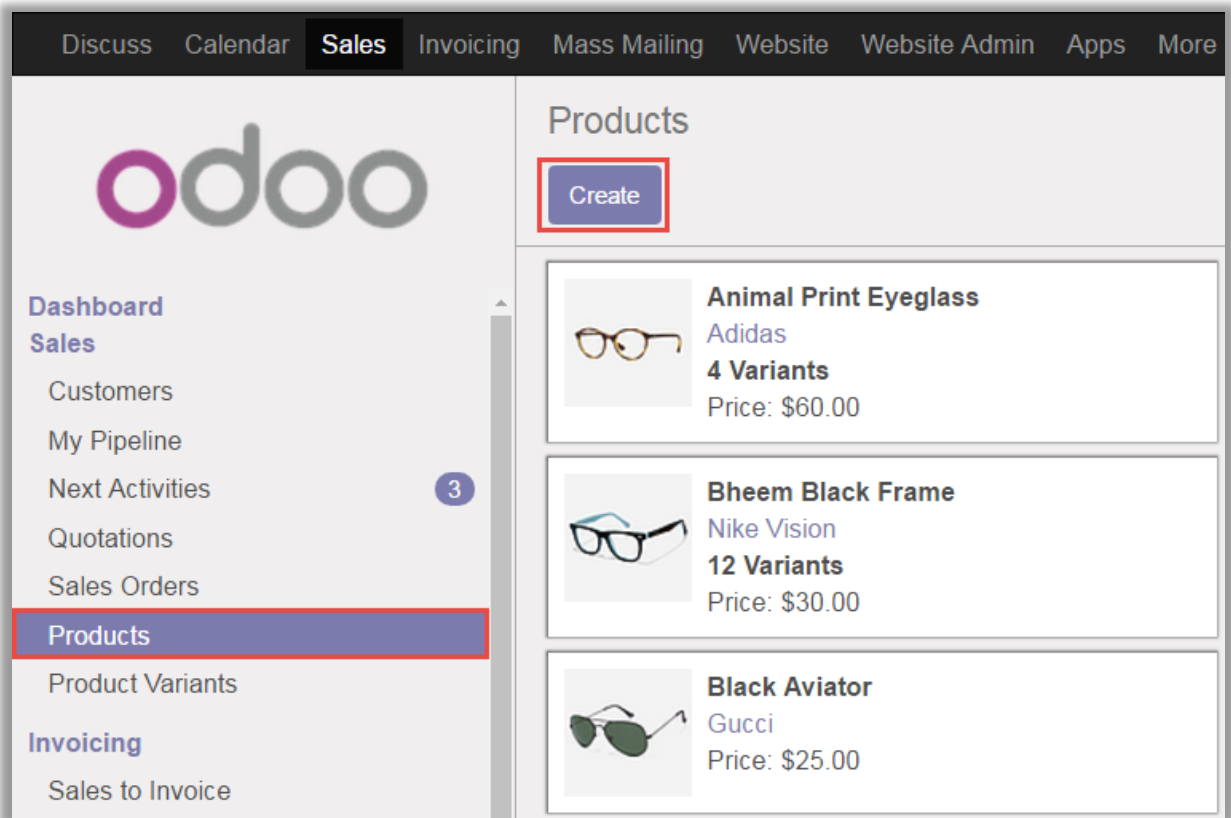 Discuss Calendar Sales Invoicing Mass Mailing Website Website Admin Apps More
odoo
Dashboard
Sales
Customers
My Pipeline
Next Activities 3
Quotations
Sales Orders
Products
Product Variants
Invoicing
Sales to Invoice
Products
Create
Animal Print Eyeglass
Adidas
4 Variants
Price: $60.00
Bheem Black Frame
Nike Vision
12 Variants
Price: $30.00
Black Aviator
Gucci
Price: $25.00